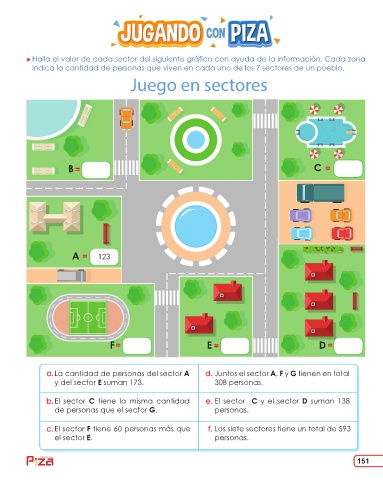 JUGANDO CON PIZA
▸ Halla el valor de cada sector del siguiente gráfico con ayuda de la información. Cada zona
indica la cantidad de personas que viven en cada uno de los 7 sectores de un pueblo.
Juego en sectores
B =
C =
A = 123
F =
E =
D =
a. La cantidad de personas del sector A
y del sector E suman 173.
b. El sector C tiene la misma cantidad
de personas que el sector G.
c. El sector F tiene 60 personas más que
el sector E.
d. Juntos el sector A, F y G tienen en total
308 personas.
e. El sector C y el sector D suman 138
personas.
f. Los siete sectores tiene un total de 593
personas.
Piza
151